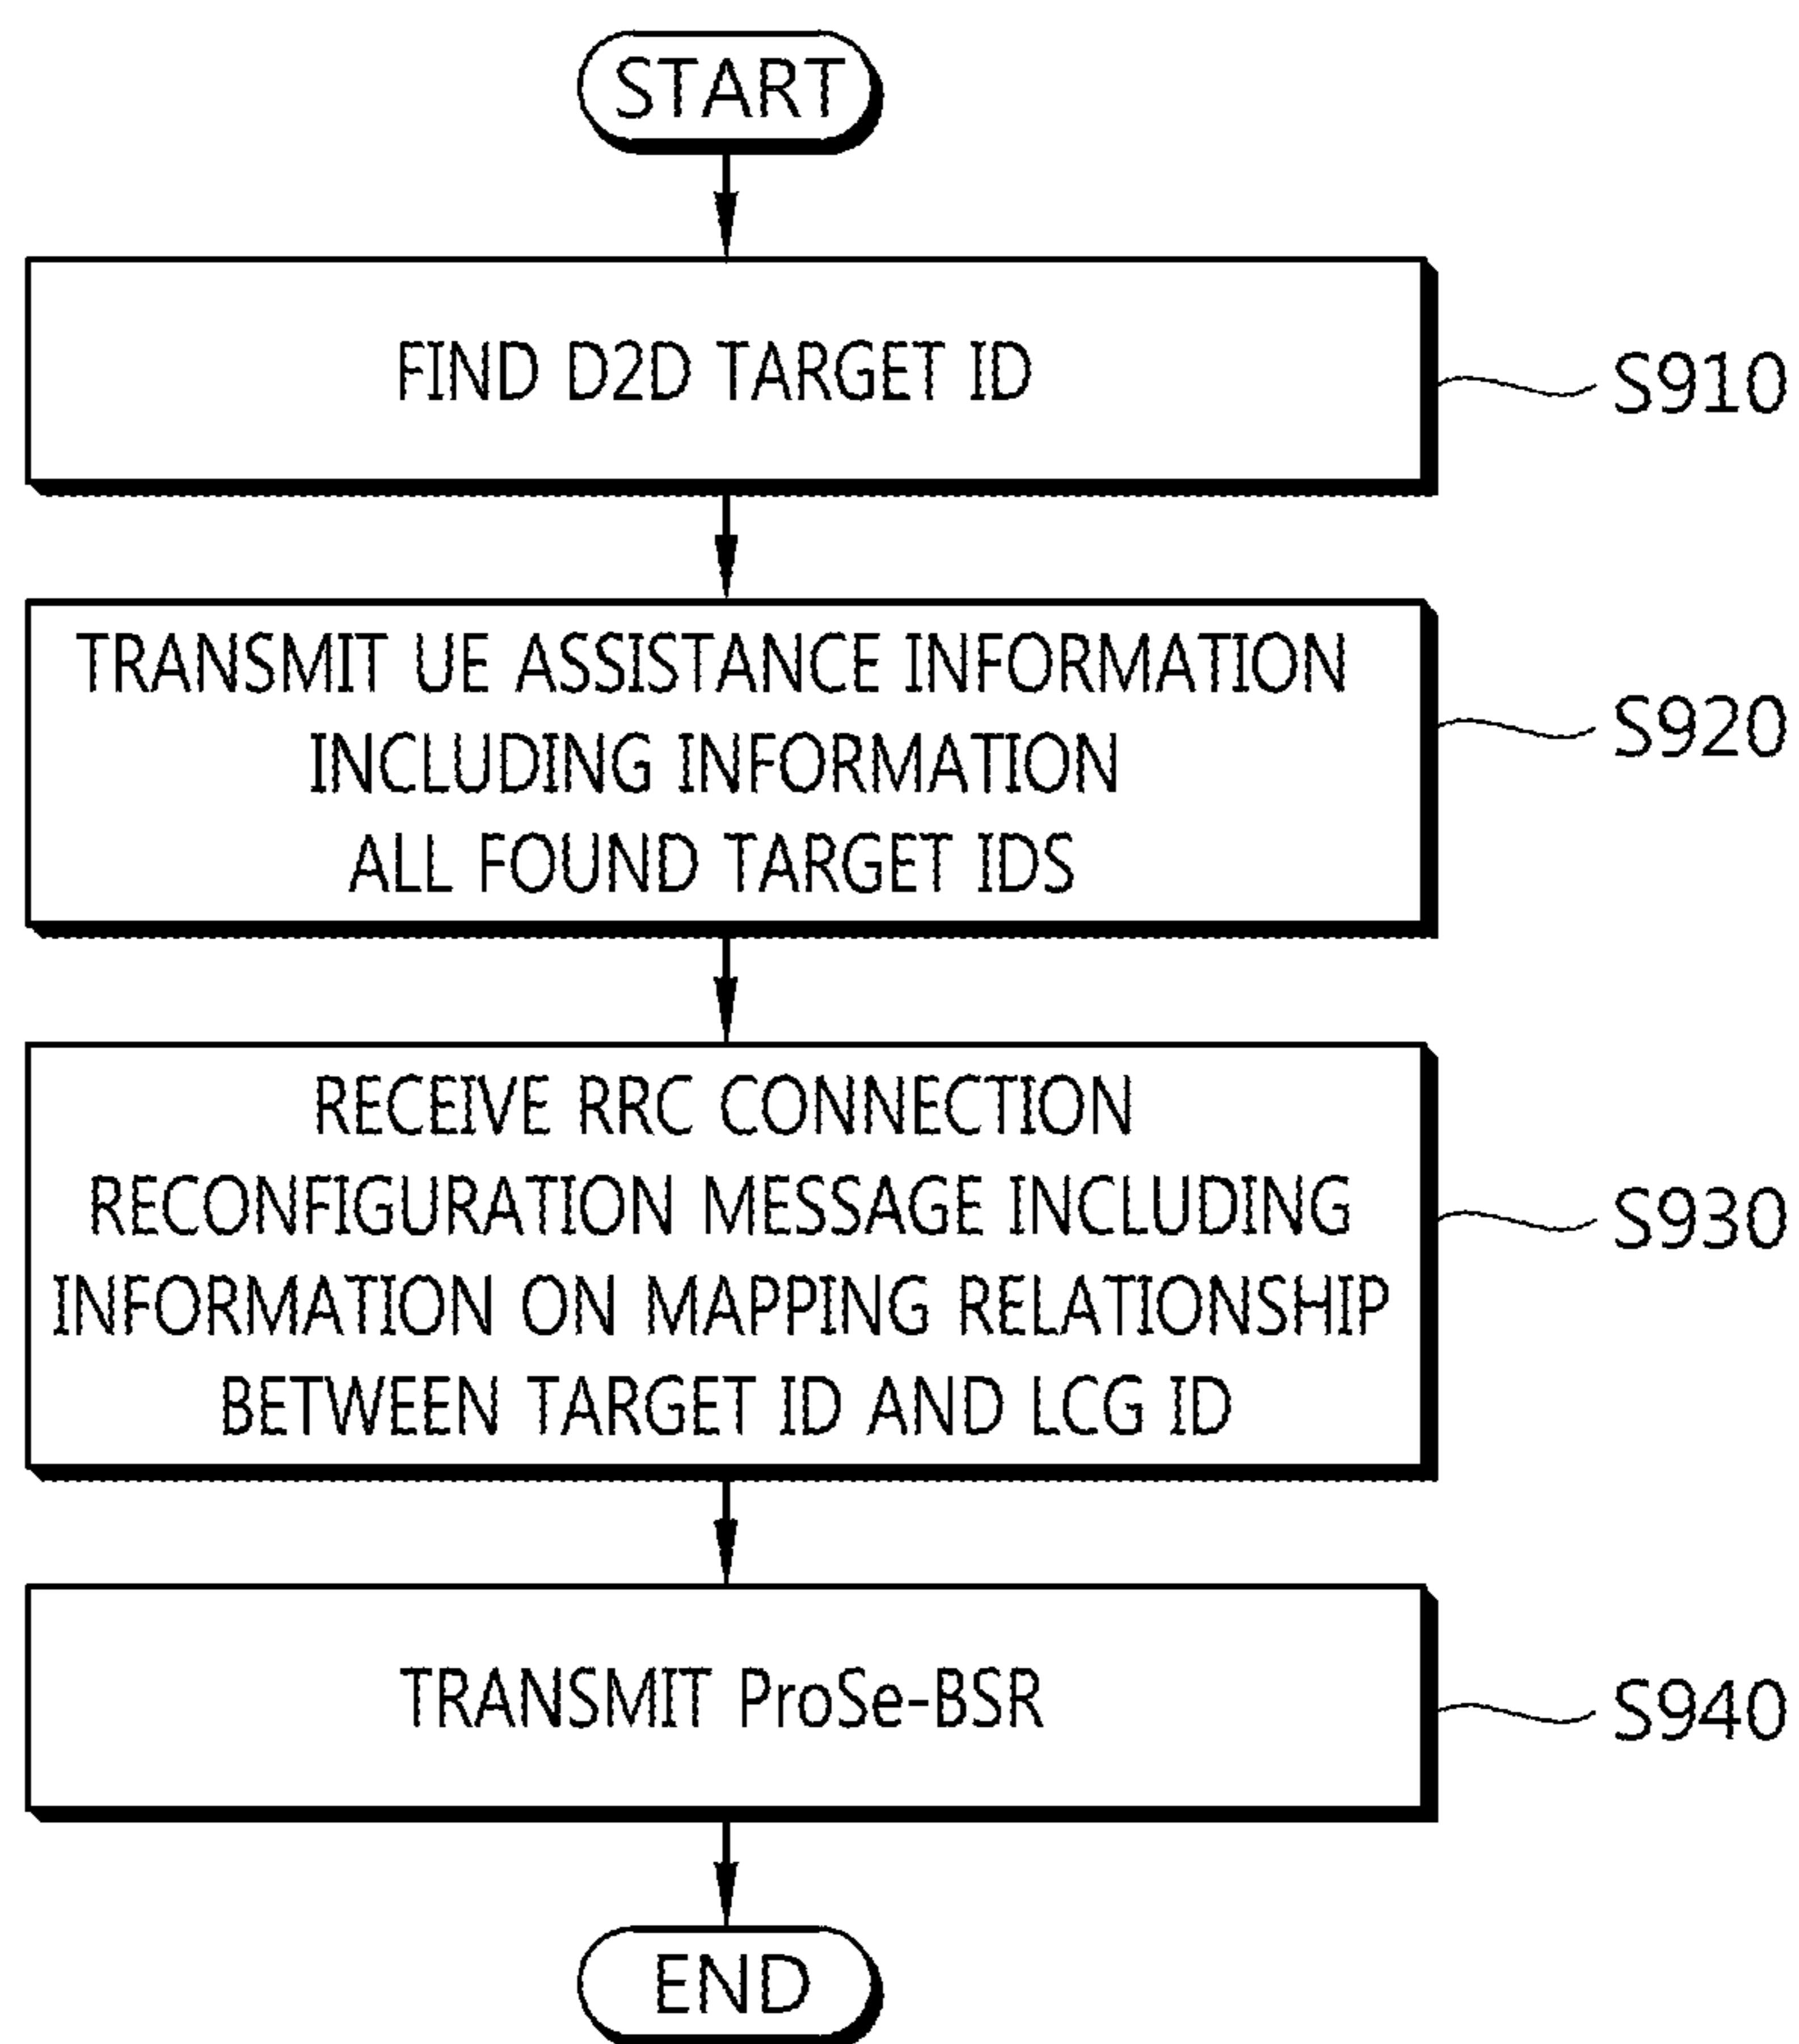 START
FIND D2D TARGET ID
S910
TRANSMIT UE ASSISTANCE INFORMATION
INCLUDING INFORMATION
ALL FOUND TARGET IDS
S920
RECEIVE RRC CONNECTION
RECONFIGURATION MESSAGE INCLUDING
INFORMATION ON MAPPING RELATIONSHIP
BETWEEN TARGET ID AND LCG ID
S930
TRANSMIT ProSe-BSR
S940
END